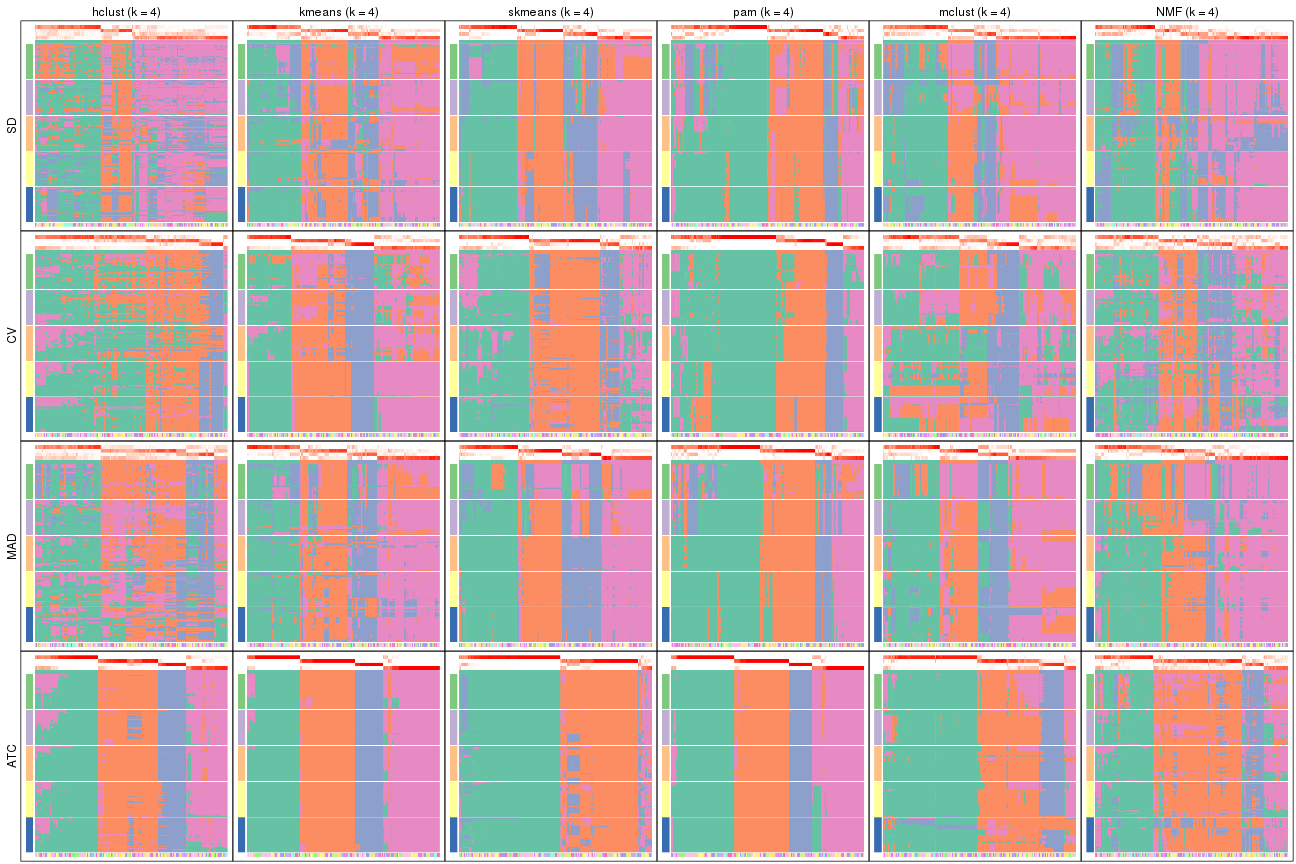 hclust (k = 4) kmeans (k = 4) skmeans (k = 4) pam (k = 4) mclust (k = 4) NMF (k = 4)
SD
CV
MAD
ATC